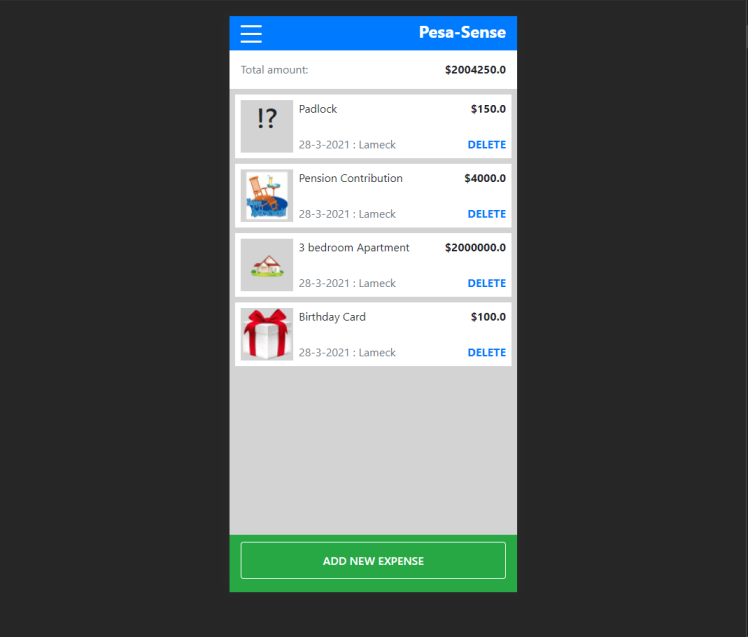 Pesa-Sense
Total amount: $2004250.0
!?
Padlock $150.0
28-3-2021 : Lameck DELETE
Pension Contribution $4000.0
28-3-2021 : Lameck DELETE
3 bedroom Apartment $2000000.0
28-3-2021 : Lameck DELETE
Birthday Card $100.0
28-3-2021 : Lameck DELETE
ADD NEW EXPENSE